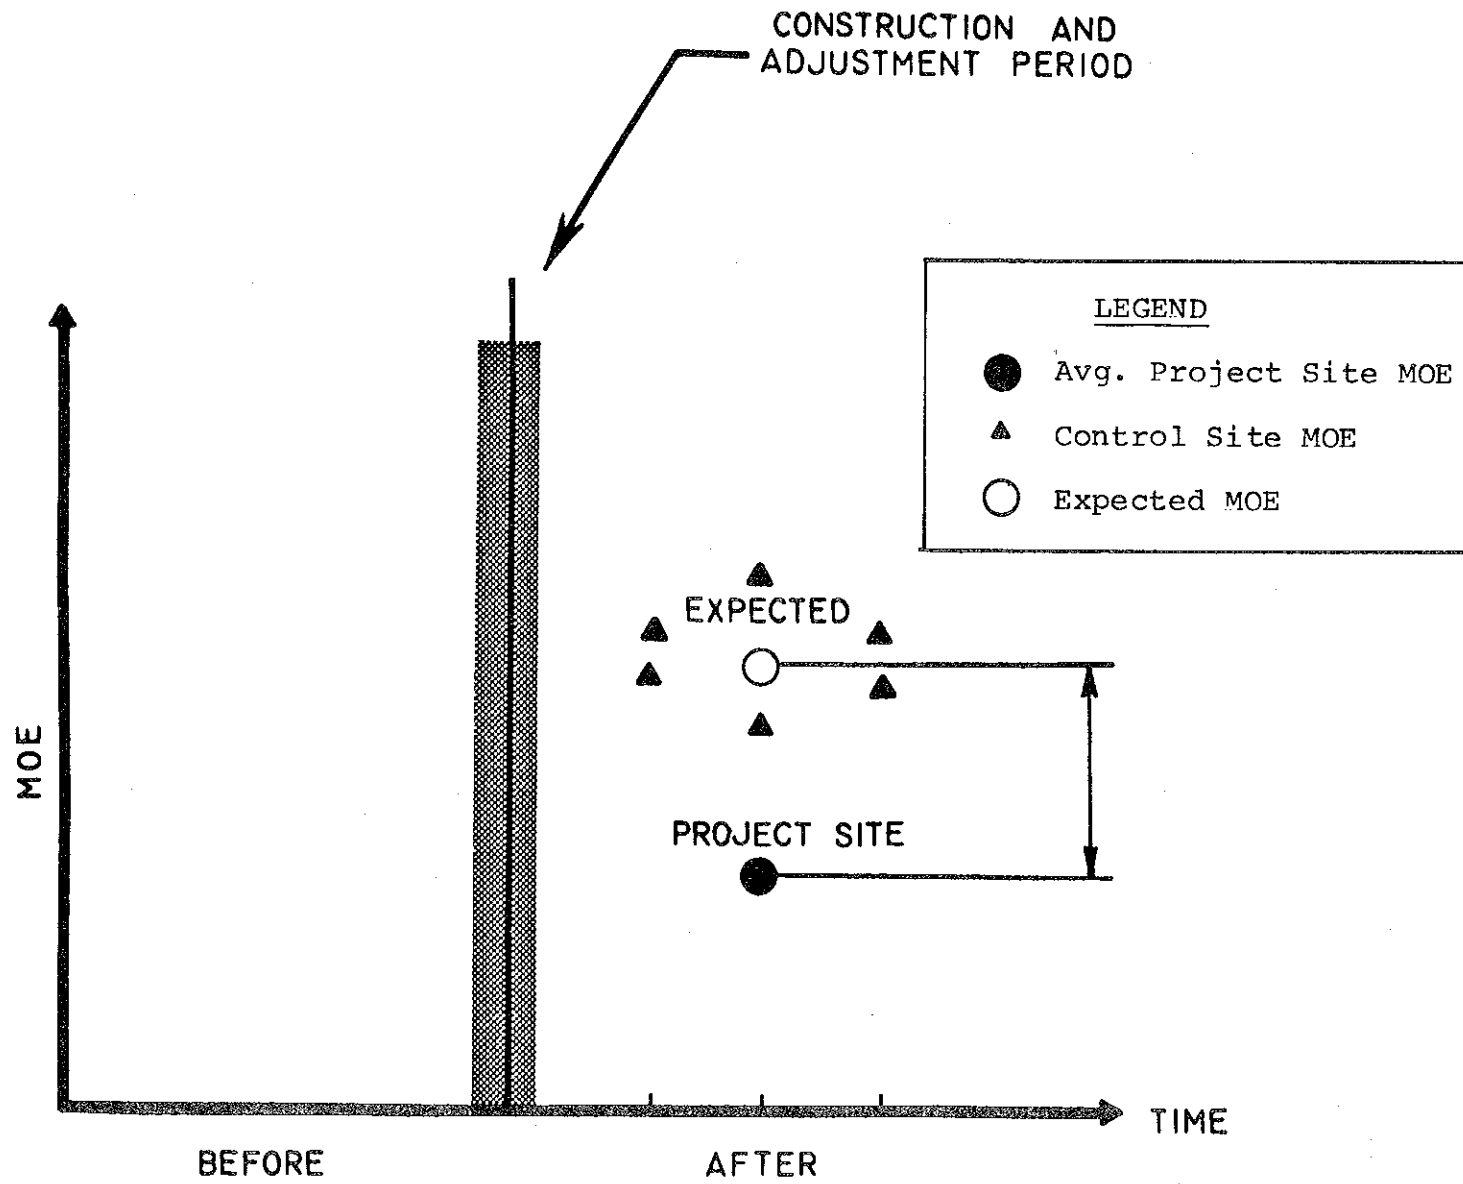 CONSTRUCTION AND
ADJUSTMENT PERIOD
LEGEND
Avg. Project Site MOE
Control Site MOE
Expected MOE
EXPECTED
MOE
PROJECT SITE
TIME
BEFORE
AFTER